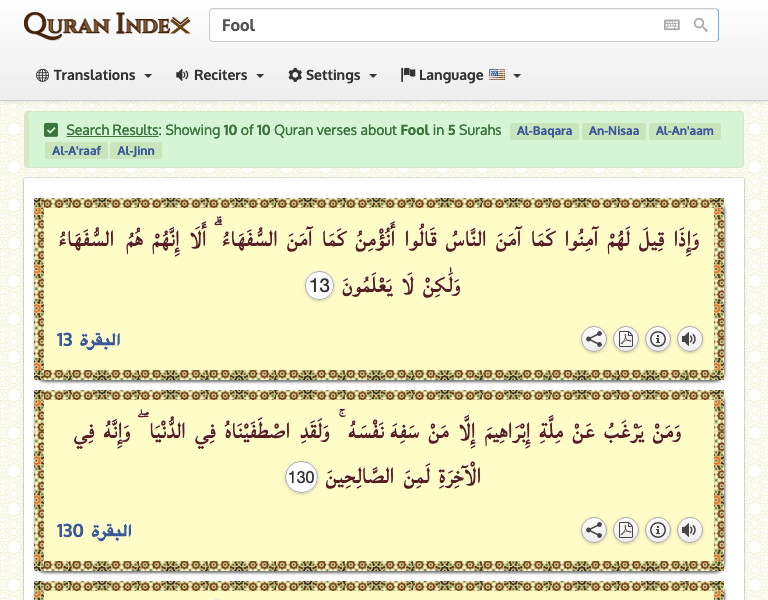 QURAN INDEX
Fool
Translations
Reciters
Settings
Language
Search Results: Showing 10 of 10 Quran verses about Fool in 5 Surahs Al-Baqara An-Nisaa Al-An'aam
Al-A'raaf Al-Jinn
وَإِذَا قِيلَ لَهُمْ آمِنُوا كَمَا آمَنَ النَّاسُ قَالُوا أَنُؤْمِنُ كَمَا آمَنَ السُّفَهَاءُ ۗ أَلَا إِنَّهُمْ هُمُ السُّفَهَاءُ
وَلَٰكِنْ لَا يَعْلَمُونَ 13
البقرة 13
وَمَنْ يَرْغَبُ عَنْ مِلَّةِ إِبْرَاهِيمَ إِلَّا مَنْ سَفِهَ نَفْسَهُ ۚ وَلَقَدِ اصْطَفَيْنَاهُ فِي الدُّنْيَا ۖ وَإِنَّهُ فِي
الْآخِرَةِ لَمِنَ الصَّالِحِينَ 130
البقرة 130